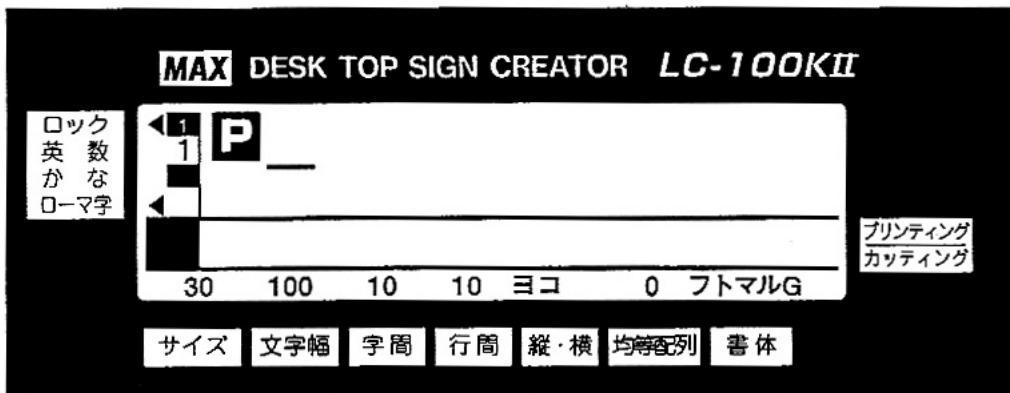 MAX DESK TOP SIGN CREATOR LC-100KII
ロック
英数
かな
ローマ字
1
1
P
プリンティング
カッティング
30 100 10 10 ヨコ 0 フトマルG
サイズ 文字幅 字間 行間 縦・横 均等配列 書体